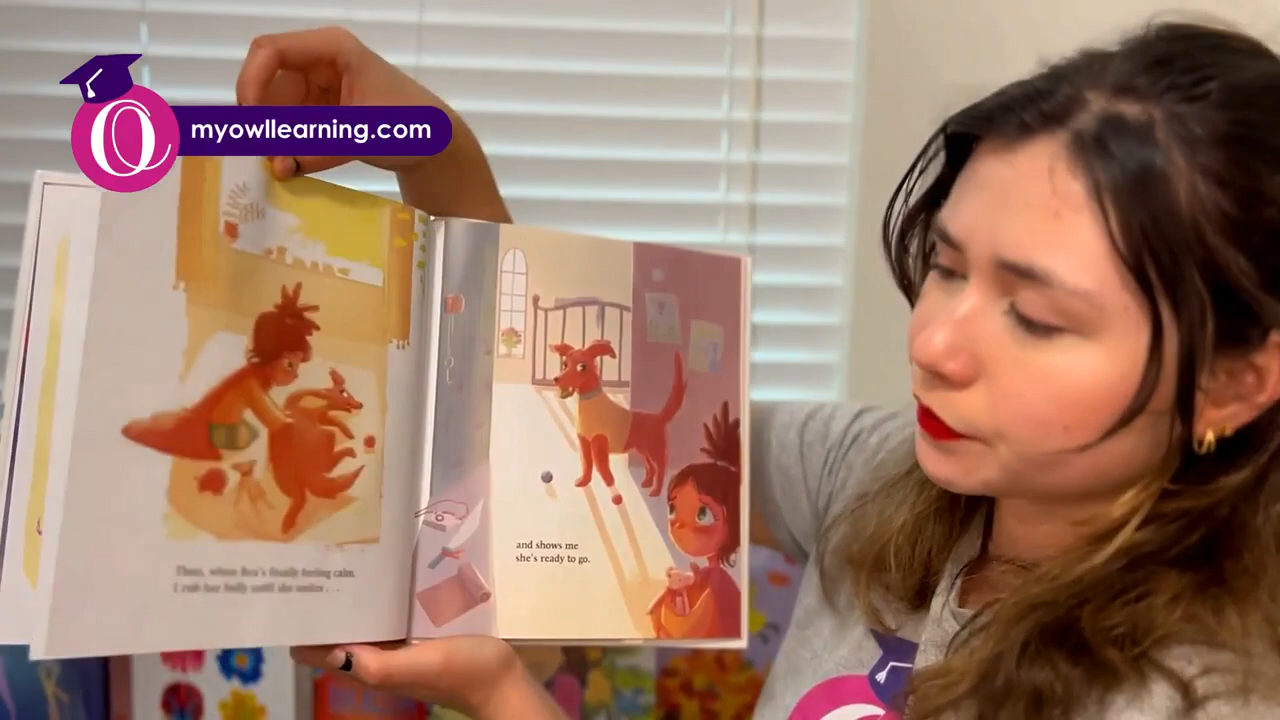 myowllearning.com
Then, when Bea's finally feeling calm,
I rub her belly until she smiles . . .
and shows me
she's ready to go.